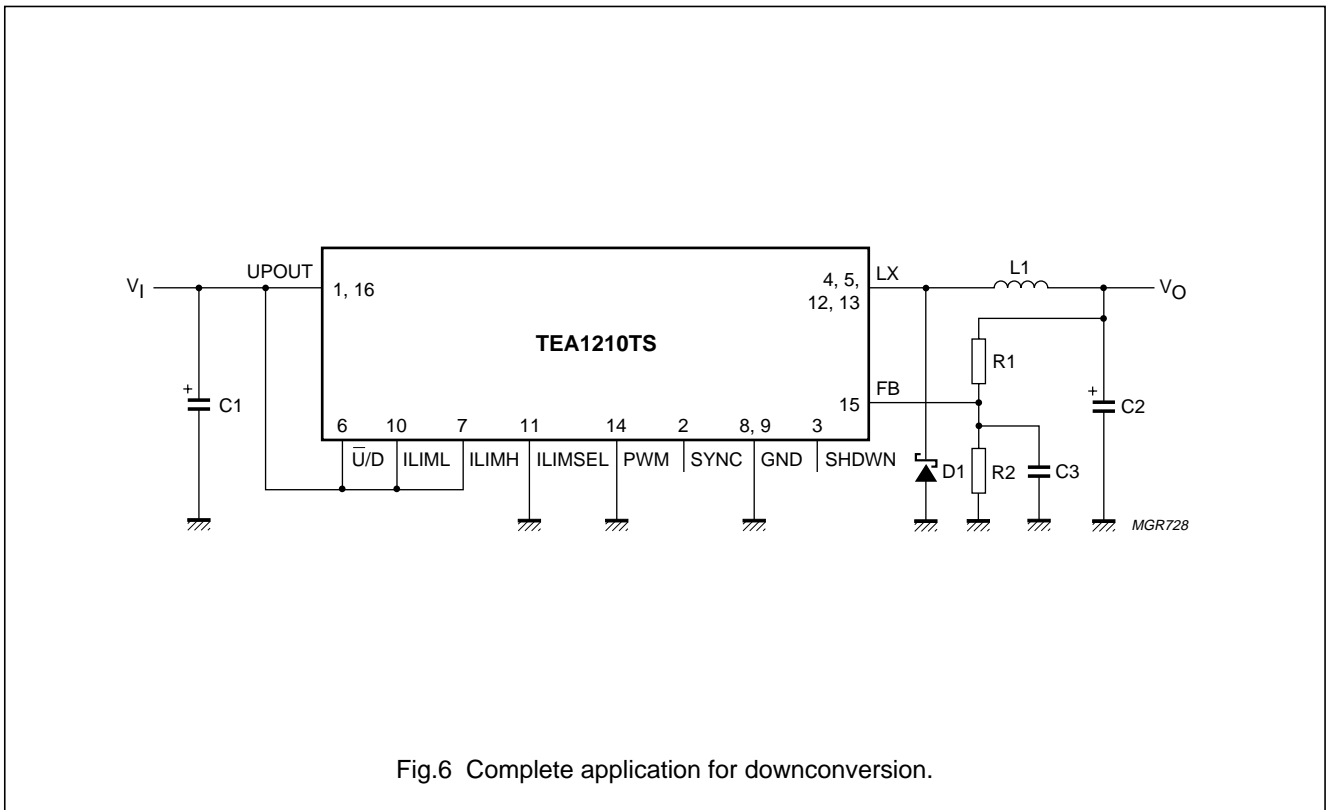 UPOUT
LX
L1
VI
1, 16
4, 5,
12, 13
VO
TEA1210TS
R1
FB
15
+
C1
+
C2
6 10 7 11 14 2 8, 9 3
U̅/D ILIML ILIMH ILIMSEL PWM SYNC GND SHDWN
D1 R2 C3
MGR728
Fig.6 Complete application for downconversion.